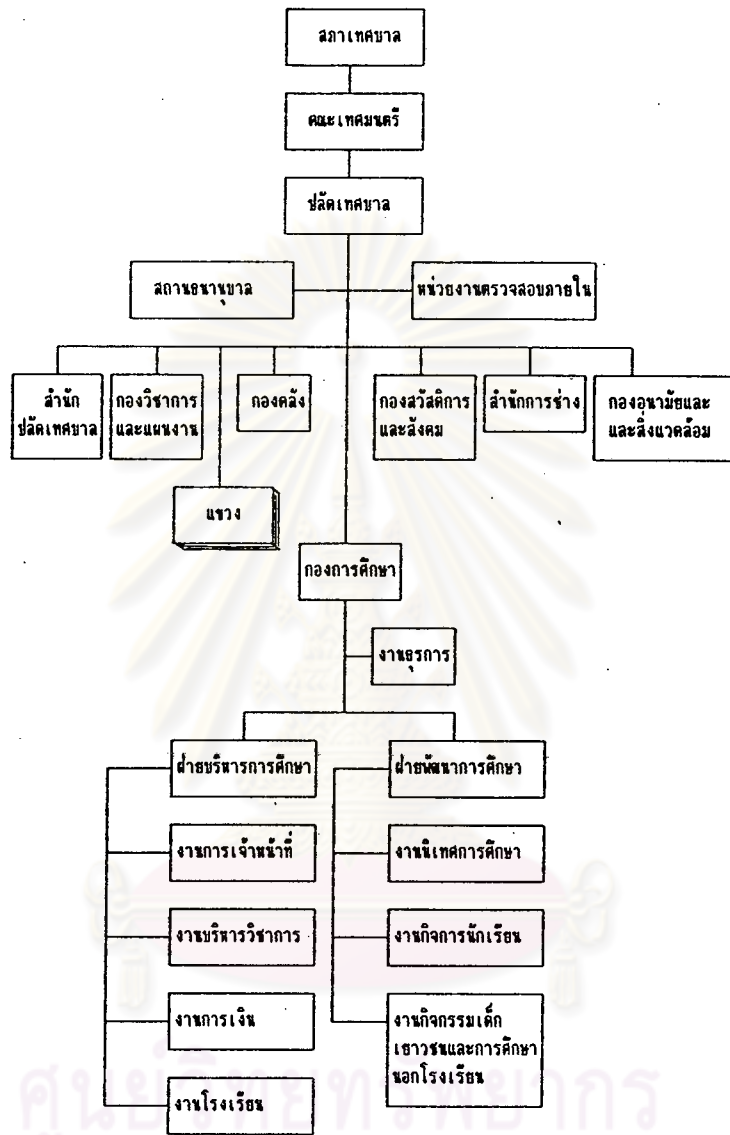 สภาเทศบาล
คณะเทศมนตรี
ปลัดเทศบาล
สถานธนานุบาล
หน่วยงานตรวจสอบภายใน
สำนัก
ปลัดเทศบาล
กองวิชาการ
และแผนงาน
กองคลัง
กองสวัสดิการ
และสังคม
สำนักการช่าง
กองอนามัยและ
และสิ่งแวดล้อม
แขวง
กองการศึกษา
งานธุรการ
ฝ่ายบริหารการศึกษา
ฝ่ายพัฒนาการศึกษา
งานการเจ้าหน้าที่
งานนิเทศการศึกษา
งานบริหารวิชาการ
งานกิจการนักเรียน
งานการเงิน
งานกิจกรรมเด็ก
เยาวชนและการศึกษา
นอกโรงเรียน
งานโรงเรียน
ศูนย์วิทยทรัพยากร